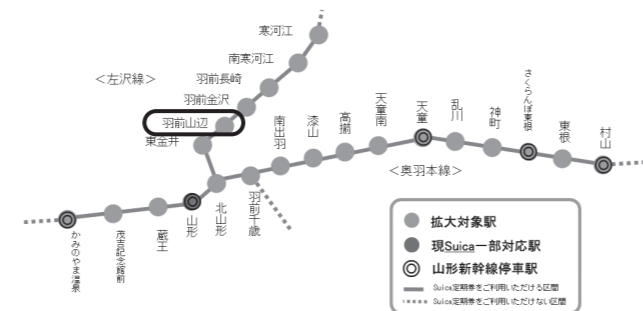 寒河江
南寒河江
＜左沢線＞
羽前長崎
羽前金沢
羽前山辺
東金井
南出羽
漆山
高擶
天童南
天童
乱川
神町
さくらんぼ東根
東根
村山
＜奥羽本線＞
かみのやま温泉
茂吉記念館前
蔵王
山形
北山形
羽前千歳
拡大対象駅
現Suica一部対応駅
山形新幹線停車駅
Suica定期券をご利用いただける区間
Suica定期券をご利用いただけない区間